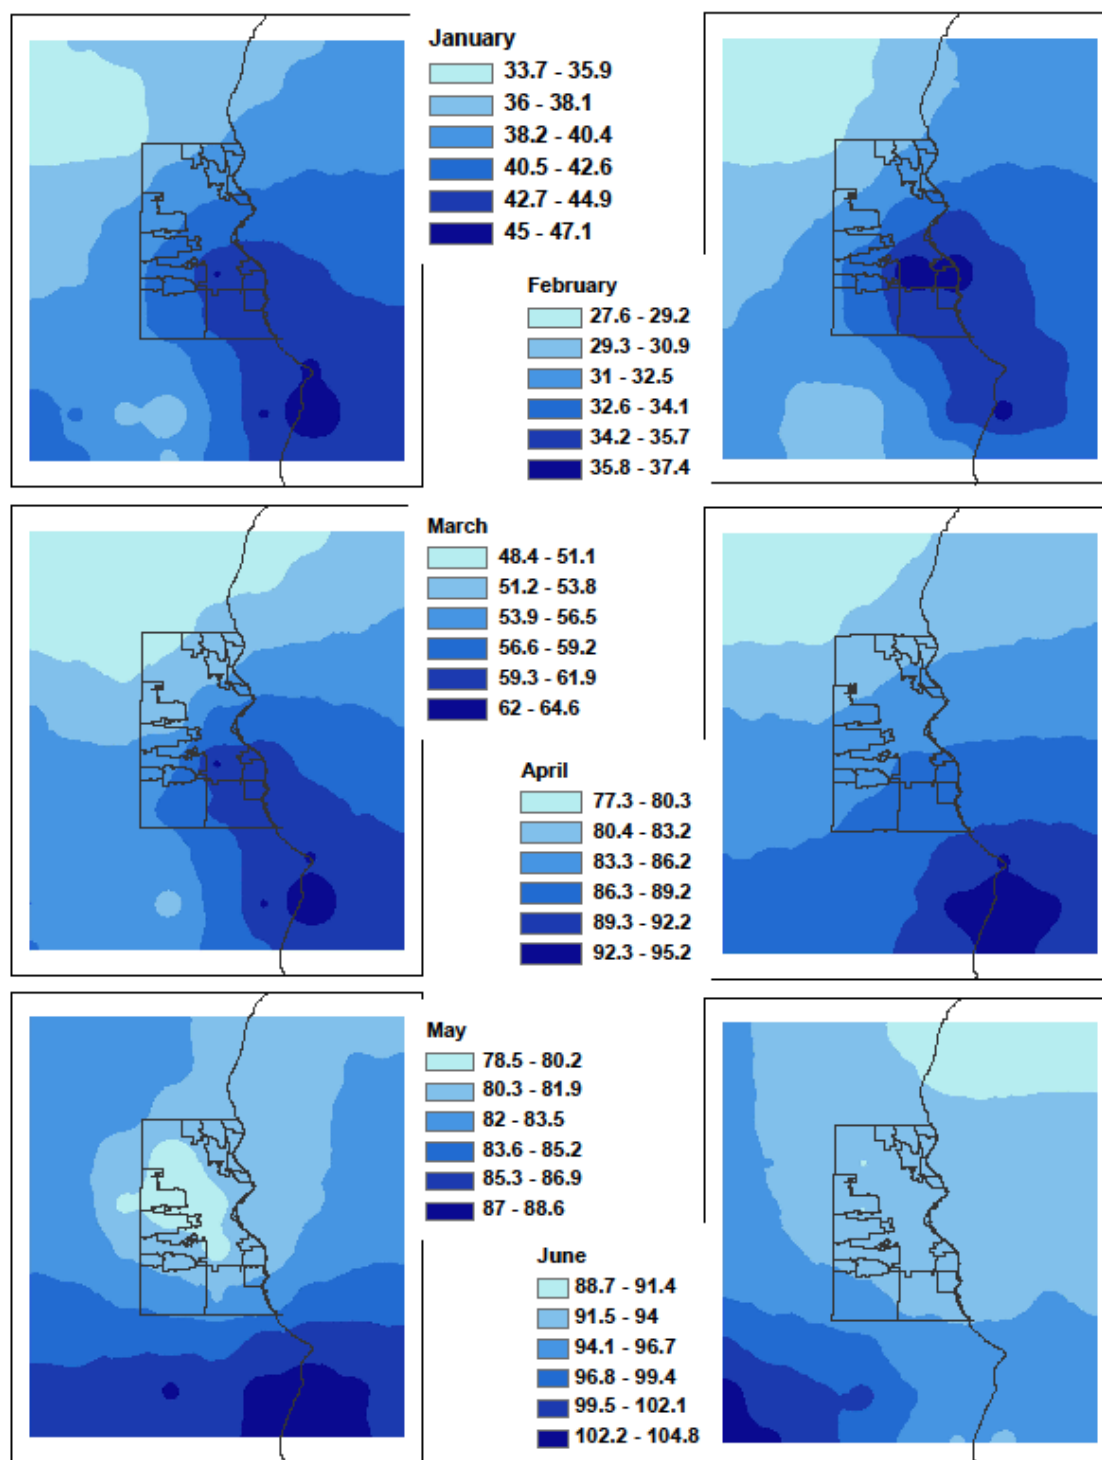 January
33.7 - 35.9
36 - 38.1
38.2 - 40.4
40.5 - 42.6
42.7 - 44.9
45 - 47.1
February
27.6 - 29.2
29.3 - 30.9
31 - 32.5
32.6 - 34.1
34.2 - 35.7
35.8 - 37.4
March
48.4 - 51.1
51.2 - 53.8
53.9 - 56.5
56.6 - 59.2
59.3 - 61.9
62 - 64.6
April
77.3 - 80.3
80.4 - 83.2
83.3 - 86.2
86.3 - 89.2
89.3 - 92.2
92.3 - 95.2
May
78.5 - 80.2
80.3 - 81.9
82 - 83.5
83.6 - 85.2
85.3 - 86.9
87 - 88.6
June
88.7 - 91.4
91.5 - 94
94.1 - 96.7
96.8 - 99.4
99.5 - 102.1
102.2 - 104.8